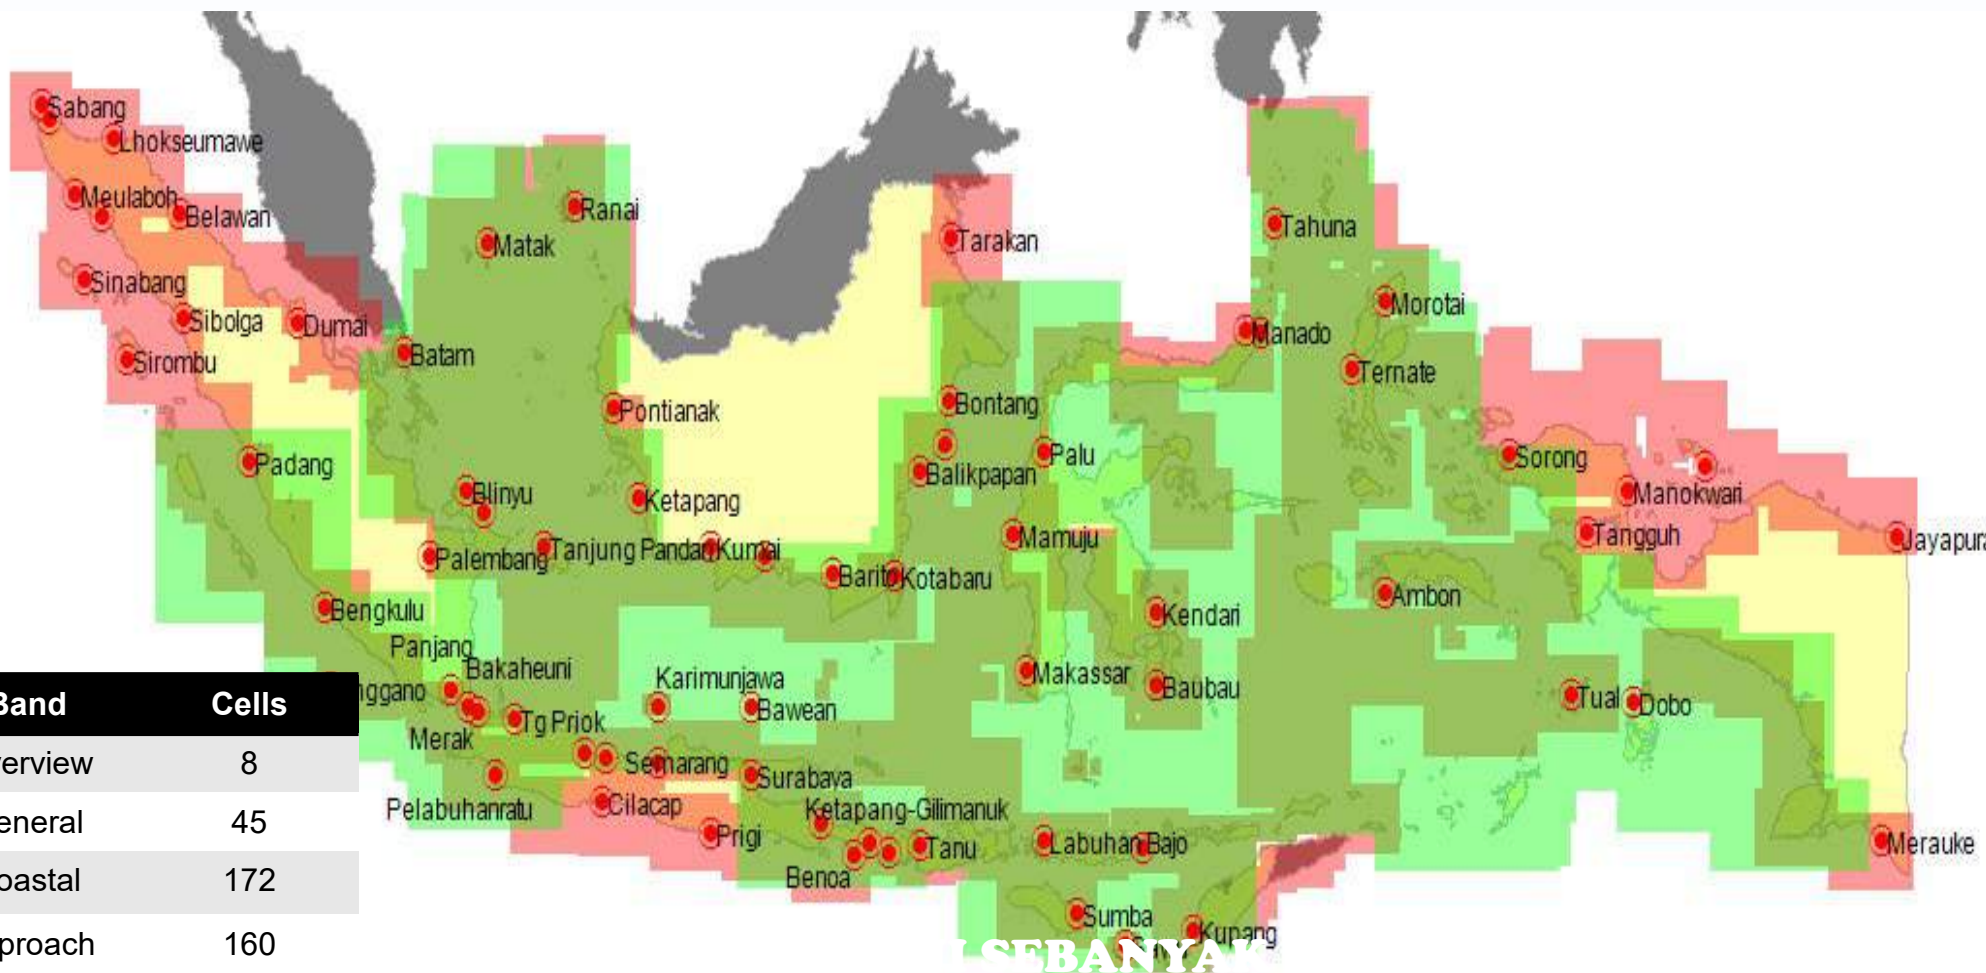 Sabang
Lhokseumawe
Meulaboh
Belawan
Ranai
Matak
Tarakan
Tahuna
Sinabang
Sibolga
Dumai
Morotai
Manado
Sirombu
Batam
Ternate
Pontianak
Bontang
Padang
Palu
Sorong
Balikpapan
Blinyu
Ketapang
Manokwari
Palembang
Tanjung Pandan
Kumai
Mamuju
Tangguh
Jayapura
Barito
Kotabaru
Ambon
Bengkulu
Kendari
Panjang
Bakaheuni
Karimunjawa
Makassar
Baubau
nggano
Bawean
Tual
Dobo
Merak
Tg Priok
Semarang
Surabaya
Pelabuhanratu
Cilacap
Ketapang-Gilimanuk
Prigi
Tanu
Labuhan Bajo
Merauke
Benoa
Sumba
Kupang
SEBANYAK
Band Cells
verview 8
eneral 45
oastal 172
proach 160